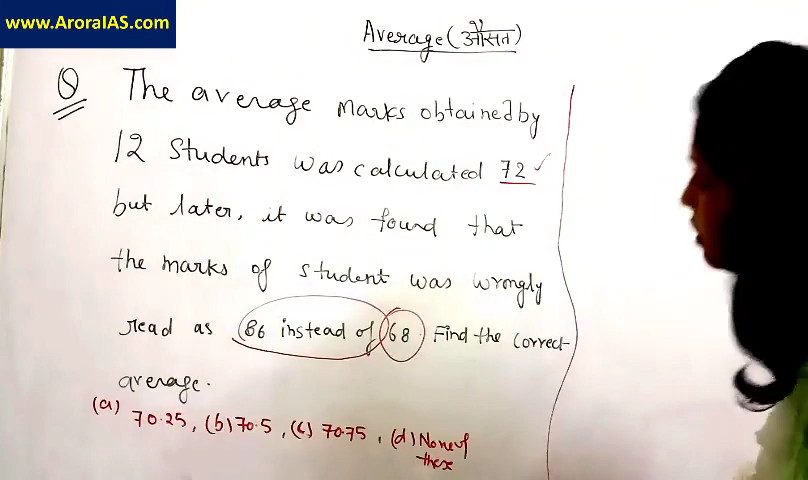 www.AroraIAS.com
Average (औसत)
Q The average marks obtained by
12 Students was calculated 72
but later, it was found that
the marks of student was wrongly
read as 86 instead of 68. Find the correct
average.
(a) 70.25, (b) 70.5, (c) 70.75, (d) None of
these